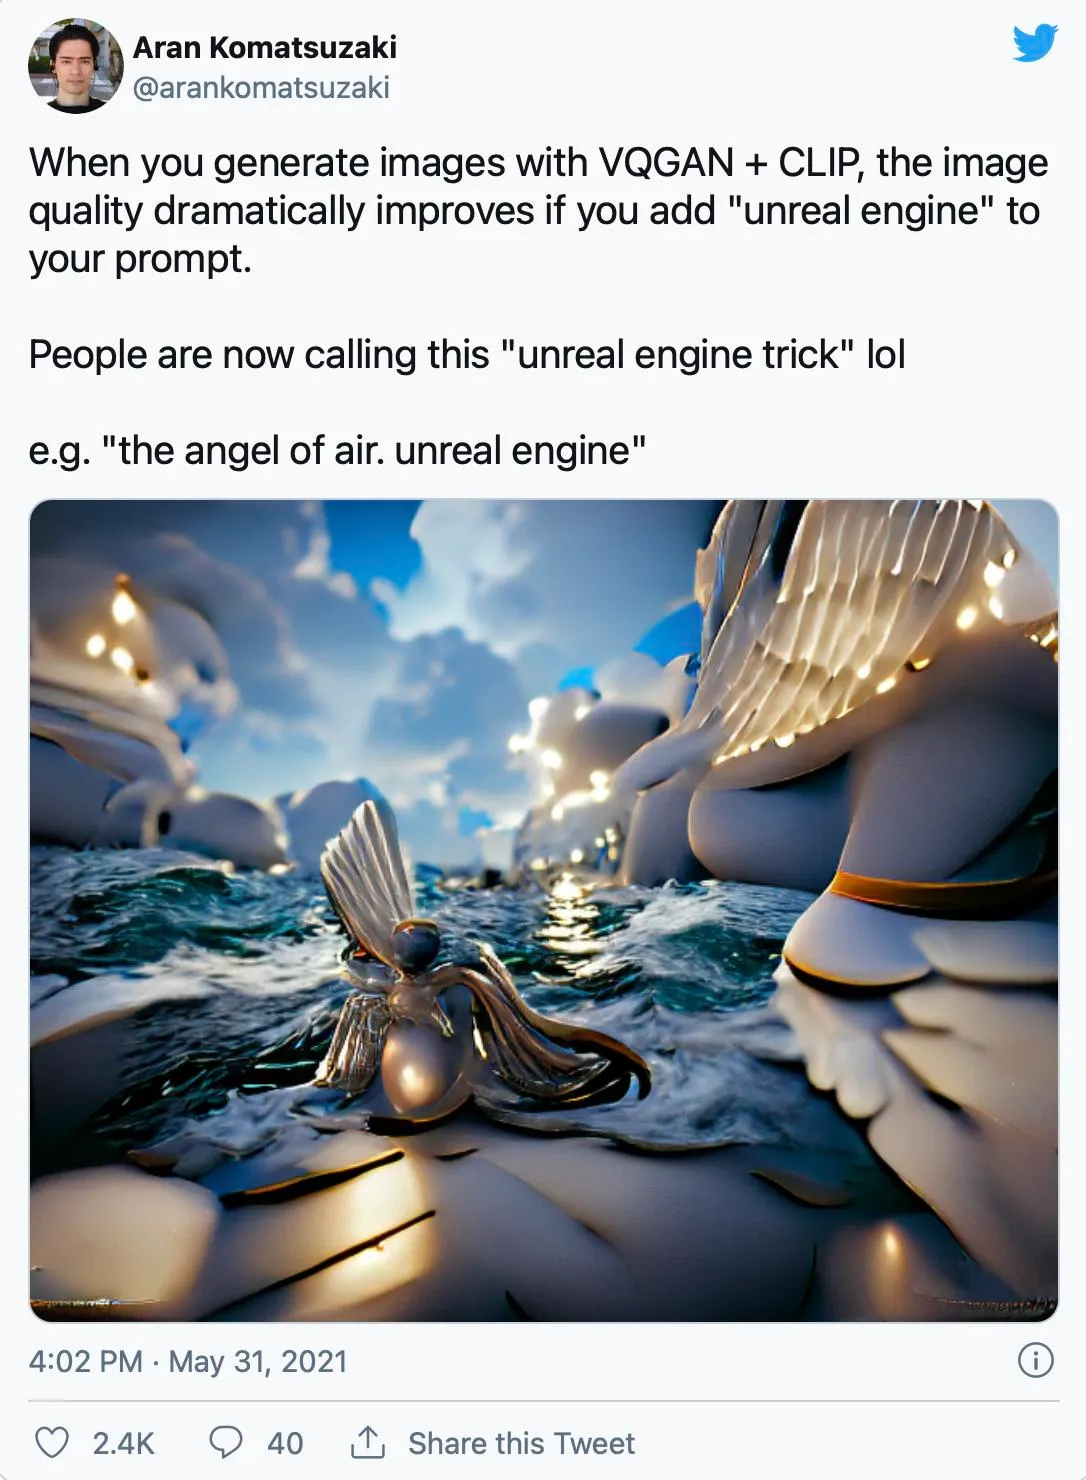 Aran Komatsuzaki
@arankomatsuzaki
When you generate images with VQGAN + CLIP, the image
quality dramatically improves if you add "unreal engine" to
your prompt.
People are now calling this "unreal engine trick" lol
e.g. "the angel of air. unreal engine"
4:02 PM · May 31, 2021
2.4K 40 Share this Tweet